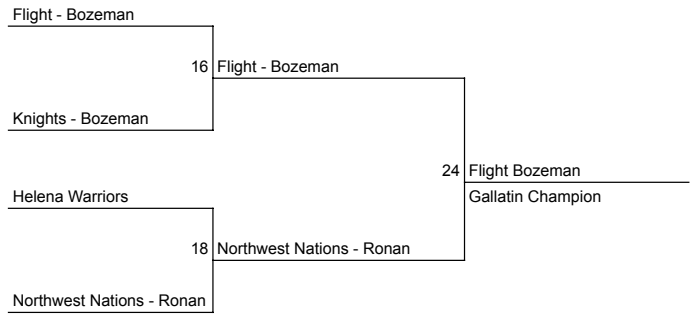 Flight - Bozeman
16 Flight - Bozeman
Knights - Bozeman
24 Flight Bozeman
Helena Warriors
Gallatin Champion
18 Northwest Nations - Ronan
Northwest Nations - Ronan